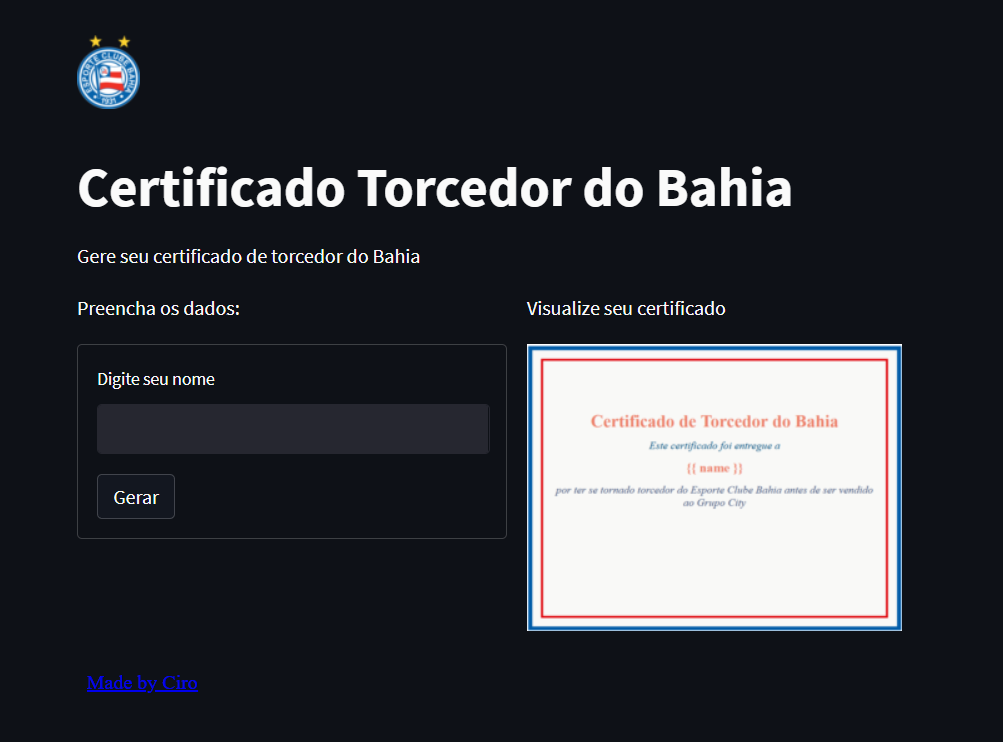 ESPORTE CLUBE BAHIA
1931
Certificado Torcedor do Bahia
Gere seu certificado de torcedor do Bahia
Preencha os dados:
Digite seu nome
Gerar
Visualize seu certificado
Certificado de Torcedor do Bahia
Este certificado foi entregue a
{{ name }}
por ter se tornado torcedor do Esporte Clube Bahia antes de ser vendido
ao Grupo City
Made by Ciro